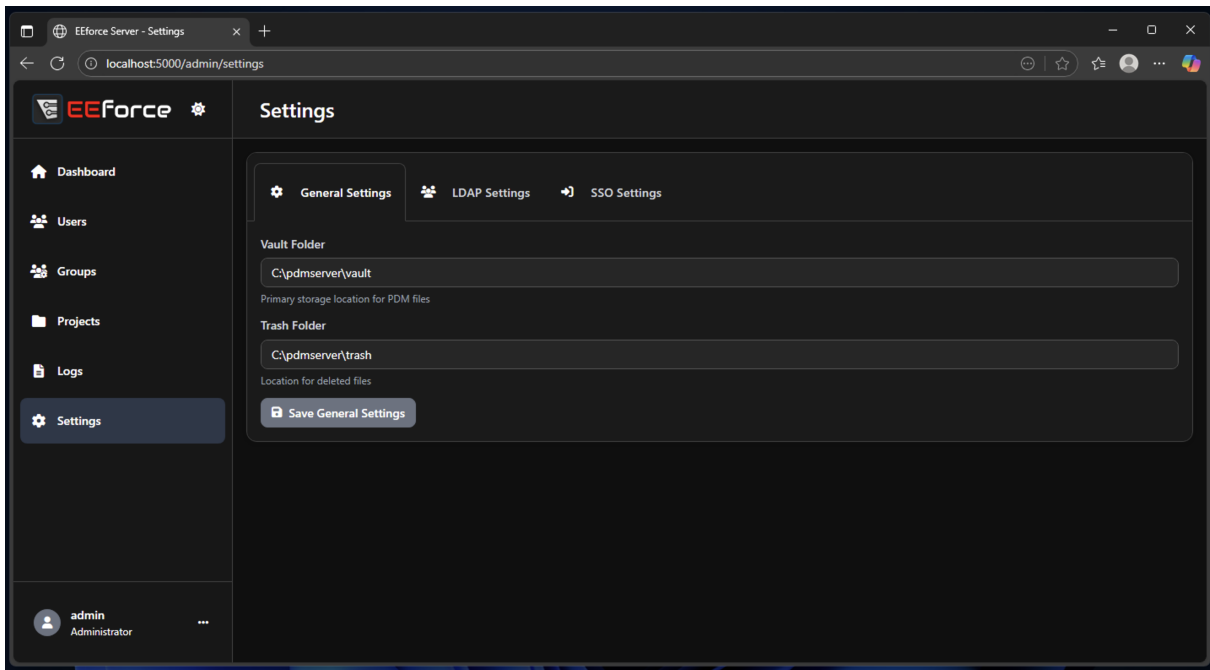 EEforce Server - Settings
localhost:5000/admin/settings
EEForce
Settings
Dashboard
Users
Groups
Projects
Logs
Settings
General Settings
LDAP Settings
SSO Settings
Vault Folder
C:\pdmserver\vault
Primary storage location for PDM files
Trash Folder
C:\pdmserver\trash
Location for deleted files
Save General Settings
admin
Administrator